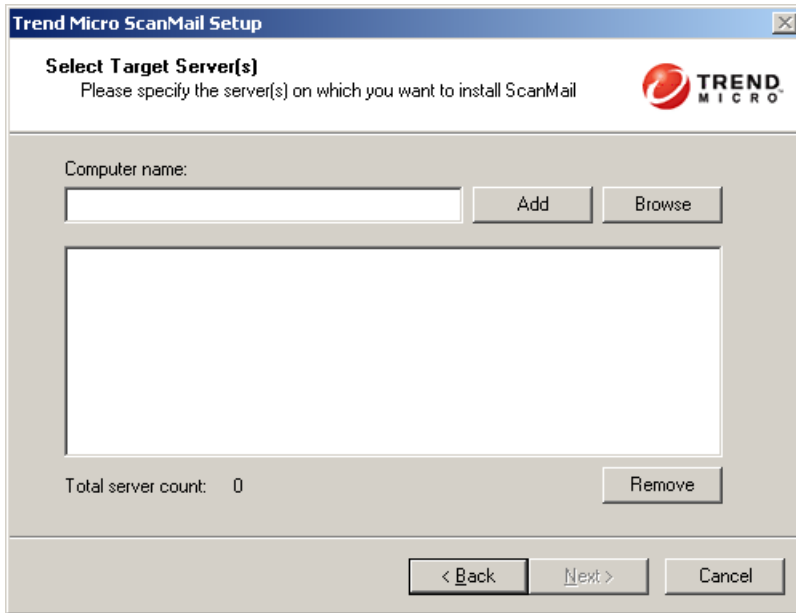 Trend Micro ScanMail Setup
Select Target Server(s)
Please specify the server(s) on which you want to install ScanMail
TREND
MICRO
Computer name:
Add
Browse
Total server count: 0
Remove
< Back
Next >
Cancel